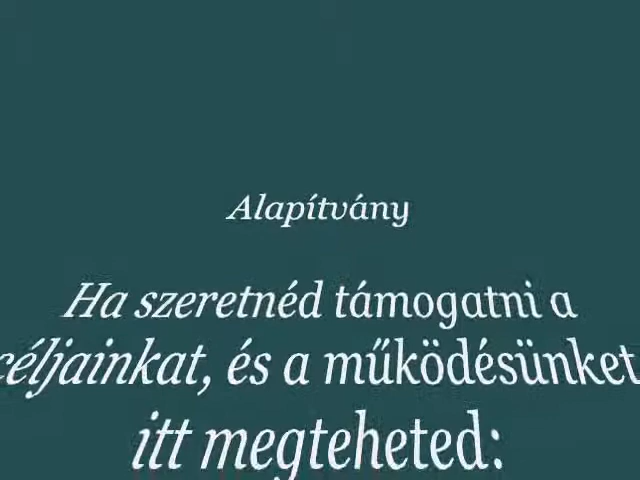 Alapítvány
Ha szeretnéd támogatni a
céljainkat, és a működésünket
itt megteheted: